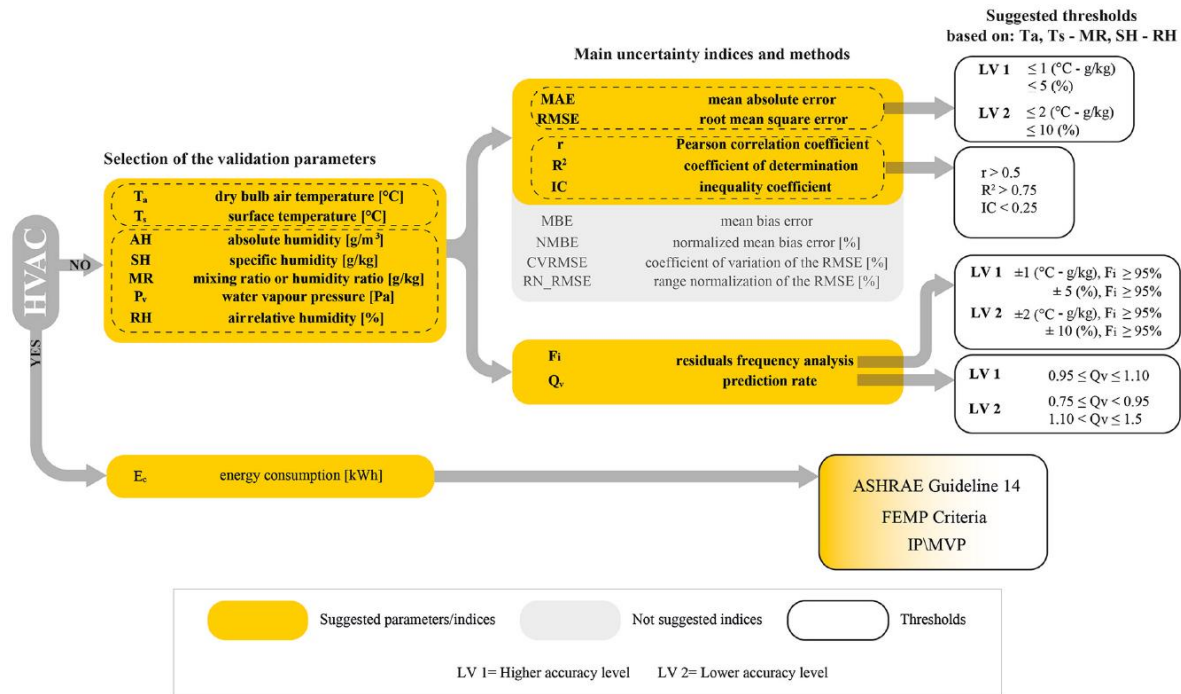 Suggested thresholds
based on: Ta, Ts - MR, SH - RH
Main uncertainty indices and methods
LV 1 ≤ 1 (°C - g/kg)
< 5 (%)
LV 2 ≤ 2 (°C - g/kg)
≤ 10 (%)
MAE mean absolute error
RMSE root mean square error
r Pearson correlation coefficient
R² coefficient of determination
IC inequality coefficient
r > 0.5
R² > 0.75
IC < 0.25
MBE mean bias error
NMBE normalized mean bias error [%]
CVRMSE coefficient of variation of the RMSE [%]
RN_RMSE range normalization of the RMSE [%]
Selection of the validation parameters
Tₐ dry bulb air temperature [°C]
Tₛ surface temperature [°C]
AH absolute humidity [g/m³]
SH specific humidity [g/kg]
MR mixing ratio or humidity ratio [g/kg]
Pᵥ water vapour pressure [Pa]
RH airrelative humidity [%]
HVAC
NO
YES
LV 1 ±1 (°C - g/kg), Fi ≥ 95%
± 5 (%), Fi ≥ 95%
LV 2 ±2 (°C - g/kg), Fi ≥ 95%
± 10 (%), Fi ≥ 95%
Fi residuals frequency analysis
Qᵥ prediction rate
LV 1 0.95 ≤ Qv ≤ 1.10
LV 2 0.75 ≤ Qv < 0.95
1.10 < Qv ≤ 1.5
E꜀ energy consumption [kWh]
ASHRAE Guideline 14
FEMP Criteria
IP\MVP
Suggested parameters/indices
Not suggested indices
Thresholds
LV 1= Higher accuracy level LV 2= Lower accuracy level